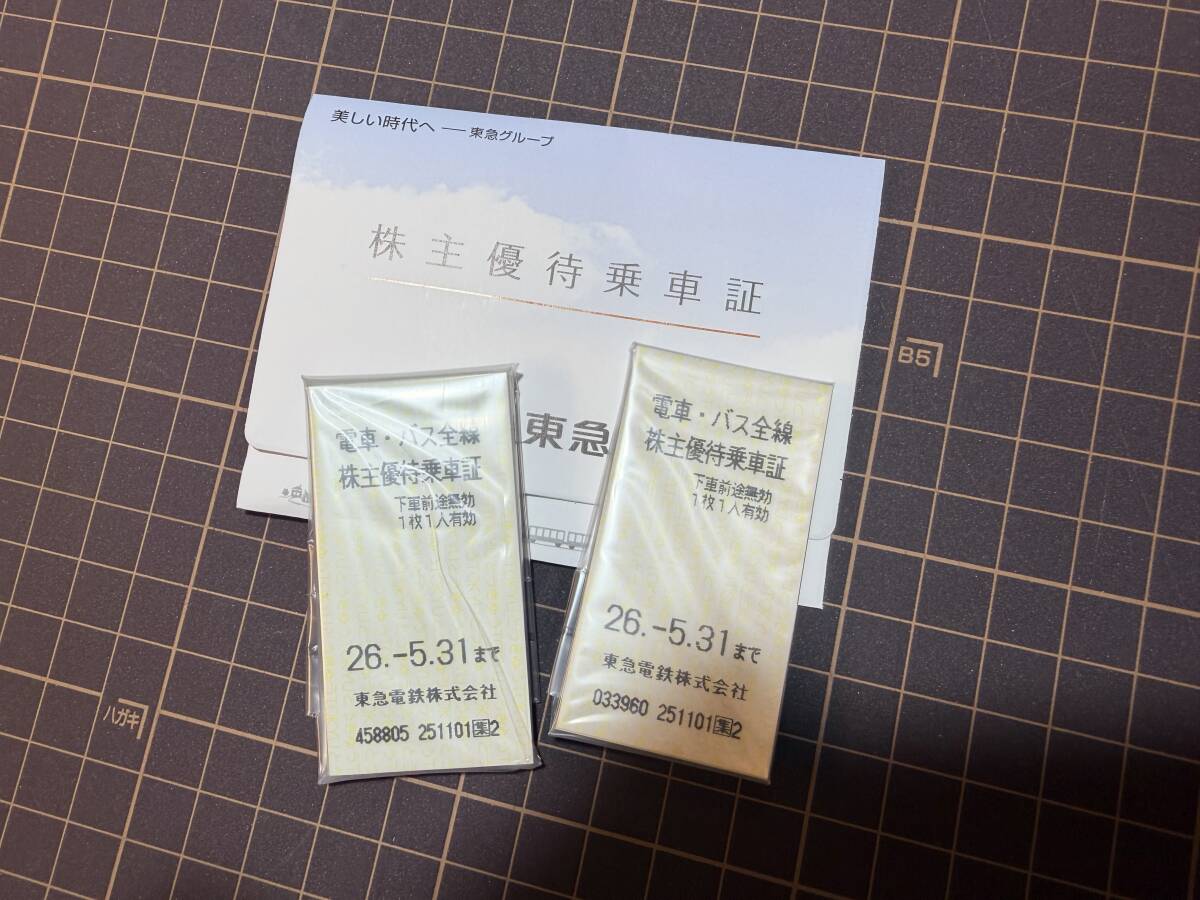 美しい時代へ — 東急グループ
株主優待乗車証
東急
電車・バス全線
株主優待乗車証
下車前途無効
1枚1人有効
26.-5.31まで
東急電鉄株式会社
458805 251101集2
電車・バス全線
株主優待乗車証
下車前途無効
1枚1人有効
26.-5.31まで
東急電鉄株式会社
033960 251101集2
B5
ハガキ